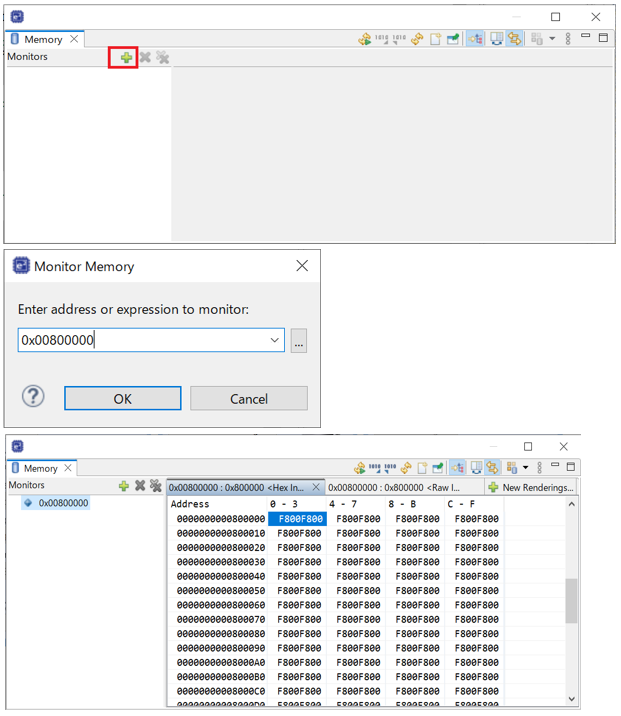 Memory
Monitors
Monitor Memory
Enter address or expression to monitor:
0x00800000
...
?
OK
Cancel
Memory
Monitors
0x00800000
0x00800000 : 0x800000 <Hex In...
0x00800000 : 0x800000 <Raw I...
New Renderings...
Address 0 - 3 4 - 7 8 - B C - F
0000000000800000 F800F800 F800F800 F800F800 F800F800
0000000000800010 F800F800 F800F800 F800F800 F800F800
0000000000800020 F800F800 F800F800 F800F800 F800F800
0000000000800030 F800F800 F800F800 F800F800 F800F800
0000000000800040 F800F800 F800F800 F800F800 F800F800
0000000000800050 F800F800 F800F800 F800F800 F800F800
0000000000800060 F800F800 F800F800 F800F800 F800F800
0000000000800070 F800F800 F800F800 F800F800 F800F800
0000000000800080 F800F800 F800F800 F800F800 F800F800
0000000000800090 F800F800 F800F800 F800F800 F800F800
00000000008000A0 F800F800 F800F800 F800F800 F800F800
00000000008000B0 F800F800 F800F800 F800F800 F800F800
00000000008000C0 F800F800 F800F800 F800F800 F800F800
00000000008000D0 F800F800 F800F800 F800F800 F800F800